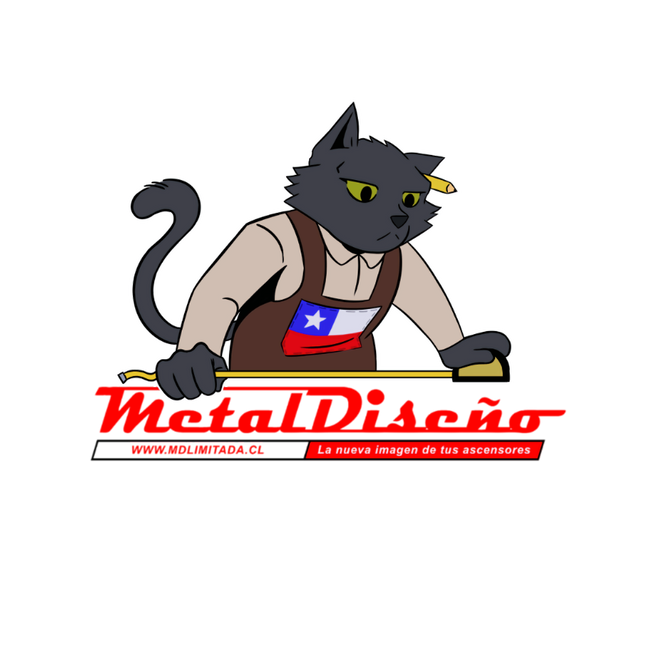 MetalDiseño
WWW.MDLIMITADA.CL
La nueva imagen de tus ascensores